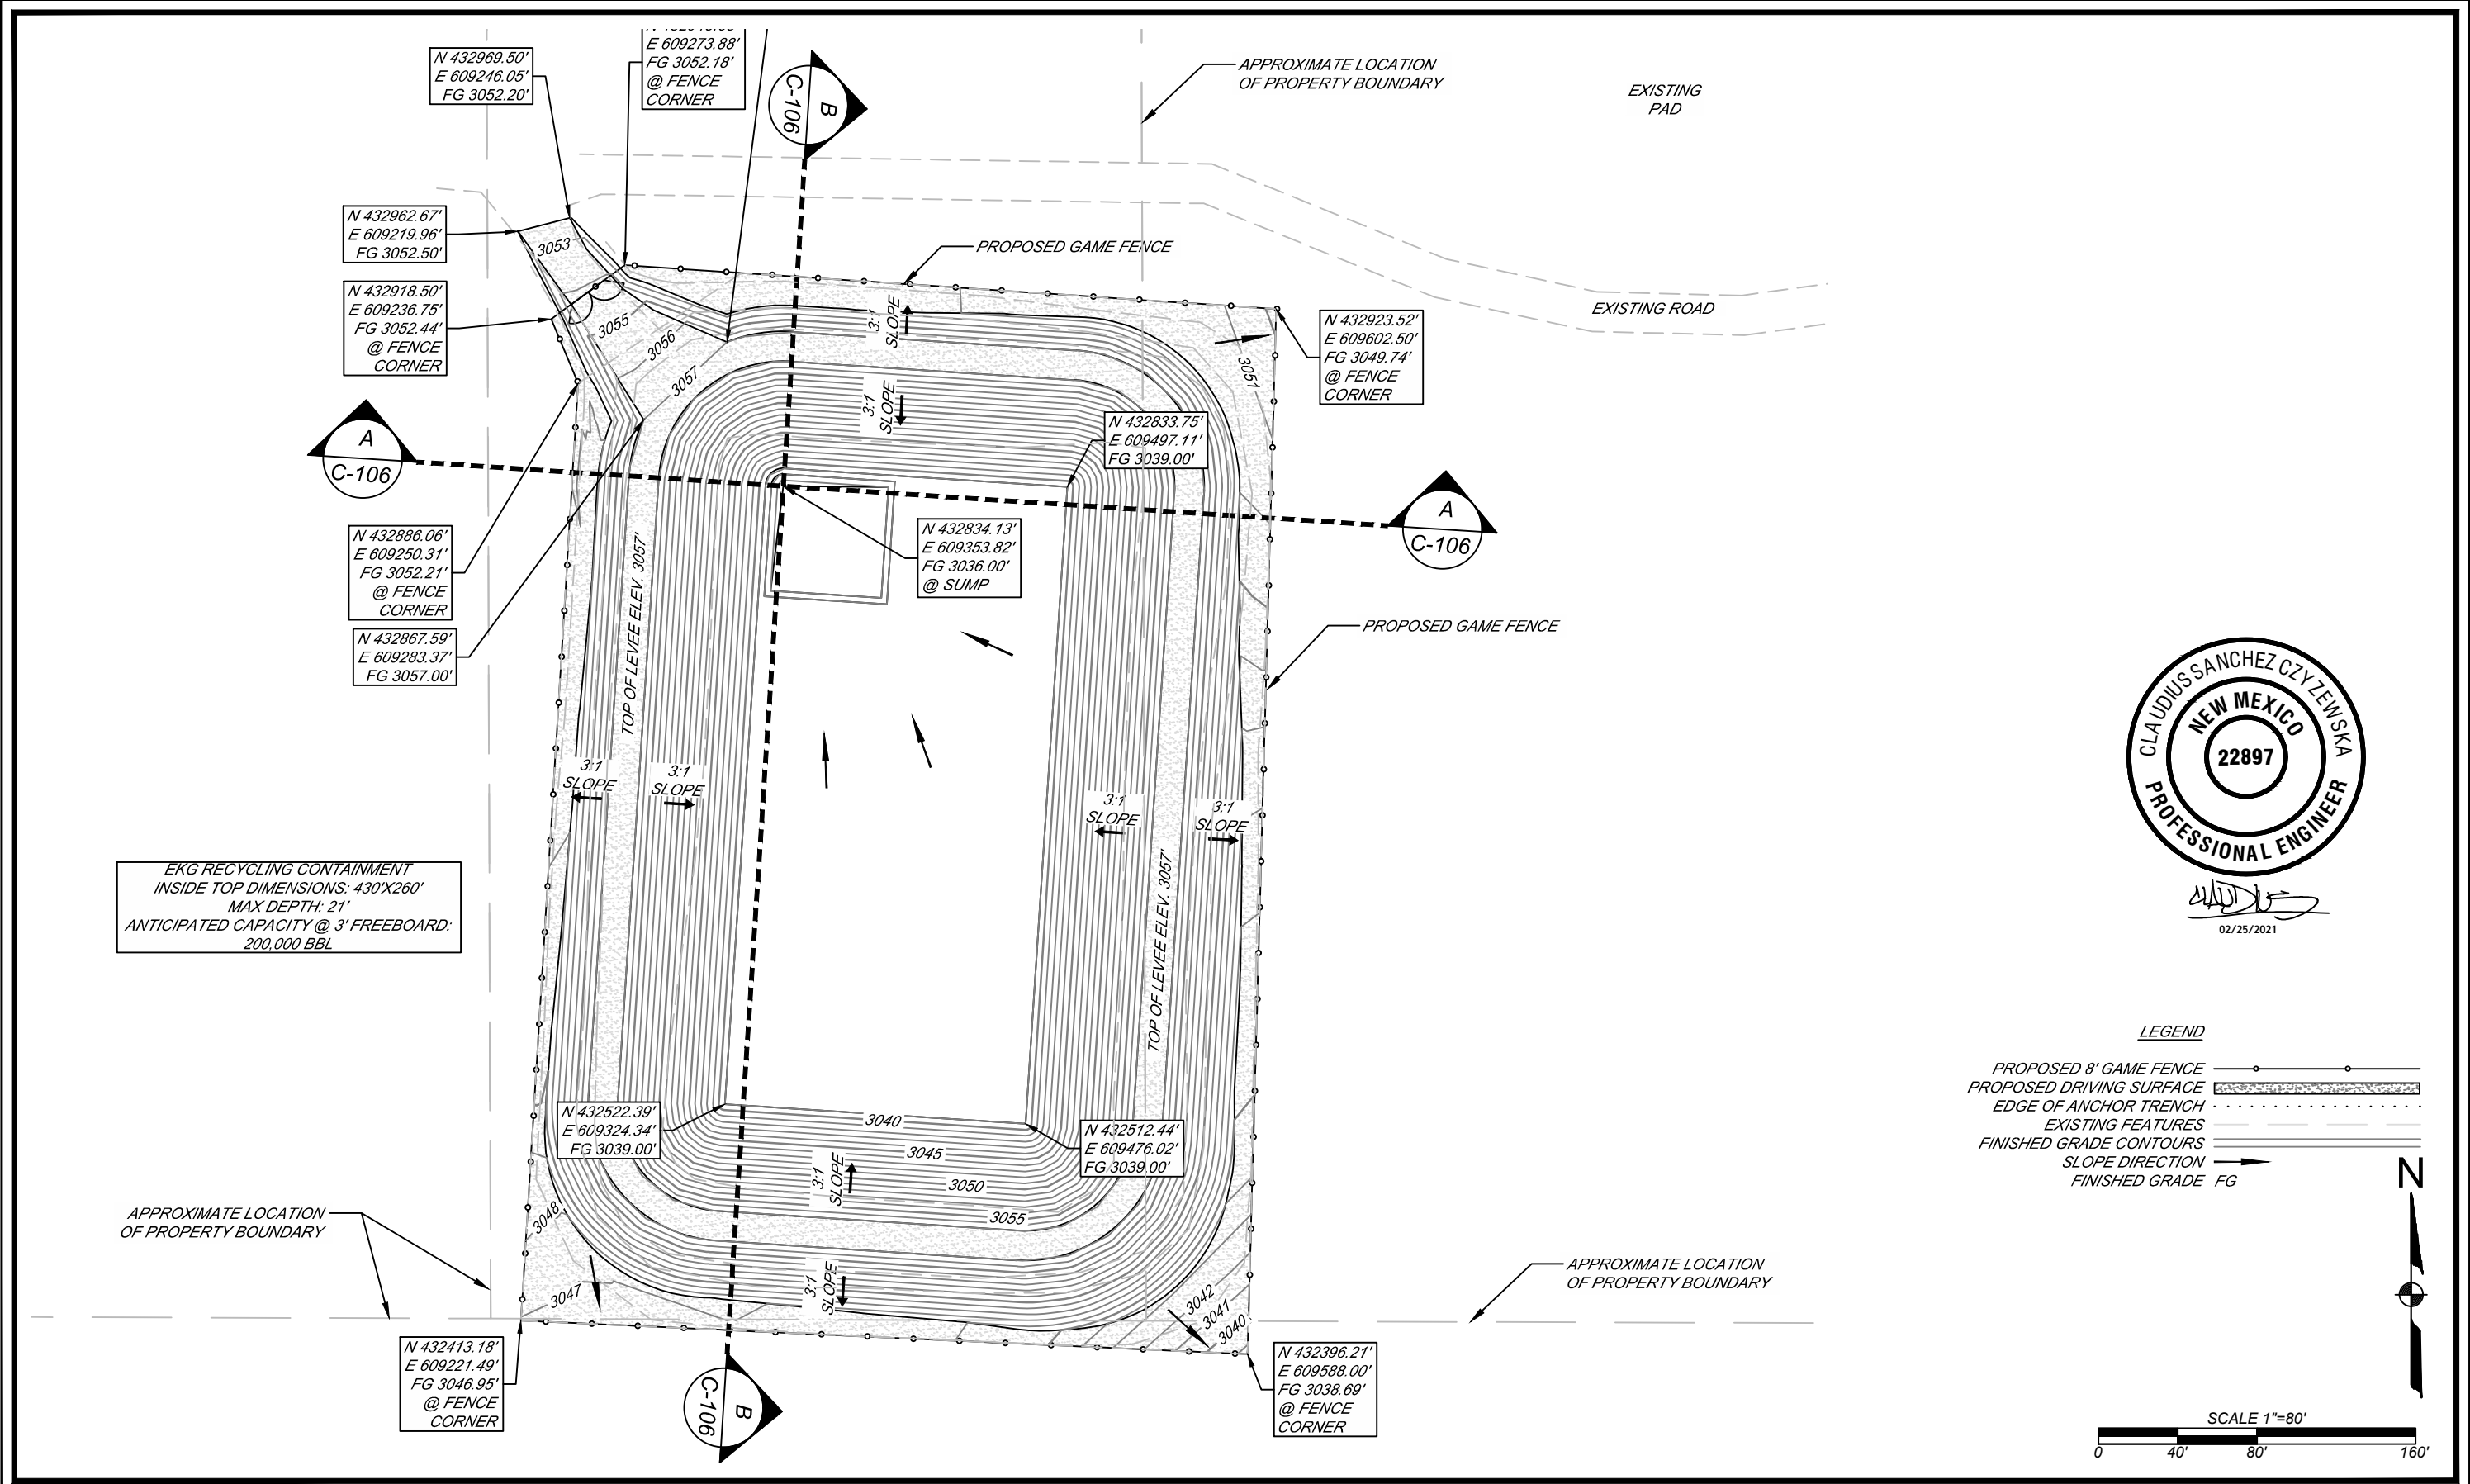 N 432969.50'
E 609246.05'
FG 3052.20'
E 609273.88'
FG 3052.18'
@ FENCE
CORNER
B
C-106
APPROXIMATE LOCATION
OF PROPERTY BOUNDARY
EXISTING
PAD
N 432962.67'
E 609219.96'
FG 3052.50'
3053
PROPOSED GAME FENCE
N 432918.50'
E 609236.75'
FG 3052.44'
@ FENCE
CORNER
3055
3056
3057
3:1
SLOPE
EXISTING ROAD
N 432923.52'
E 609602.50'
FG 3049.74'
@ FENCE
CORNER
3051
3:1
SLOPE
A
C-106
N 432833.75'
E 609497.11'
FG 3039.00'
A
C-106
N 432886.06'
E 609250.31'
FG 3052.21'
@ FENCE
CORNER
N 432834.13'
E 609353.82'
FG 3036.00'
@ SUMP
N 432867.59'
E 609283.37'
FG 3057.00'
TOP OF LEVEE ELEV. 3057'
PROPOSED GAME FENCE
CLAUDIUS SANCHEZ CZYZEWSKA
NEW MEXICO
22897
PROFESSIONAL ENGINEER
02/25/2021
3:1
SLOPE
3:1
SLOPE
3:1
SLOPE
3:1
SLOPE
TOP OF LEVEE ELEV. 3057'
EKG RECYCLING CONTAINMENT
INSIDE TOP DIMENSIONS: 430'X260'
MAX DEPTH: 21'
ANTICIPATED CAPACITY @ 3' FREEBOARD:
200,000 BBL
LEGEND
PROPOSED 8' GAME FENCE
PROPOSED DRIVING SURFACE
EDGE OF ANCHOR TRENCH
EXISTING FEATURES
FINISHED GRADE CONTOURS
SLOPE DIRECTION
FINISHED GRADE FG
N
N 432522.39'
E 609324.34'
FG 3039.00'
3040
3045
3050
3055
N 432512.44'
E 609476.02'
FG 3039.00'
3:1
SLOPE
APPROXIMATE LOCATION
OF PROPERTY BOUNDARY
3048
3047
3:1
SLOPE
3042
3041
3040
APPROXIMATE LOCATION
OF PROPERTY BOUNDARY
N 432413.18'
E 609221.49'
FG 3046.95'
@ FENCE
CORNER
B
C-106
N 432396.21'
E 609588.00'
FG 3038.69'
@ FENCE
CORNER
SCALE 1"=80'
0 40' 80' 160'